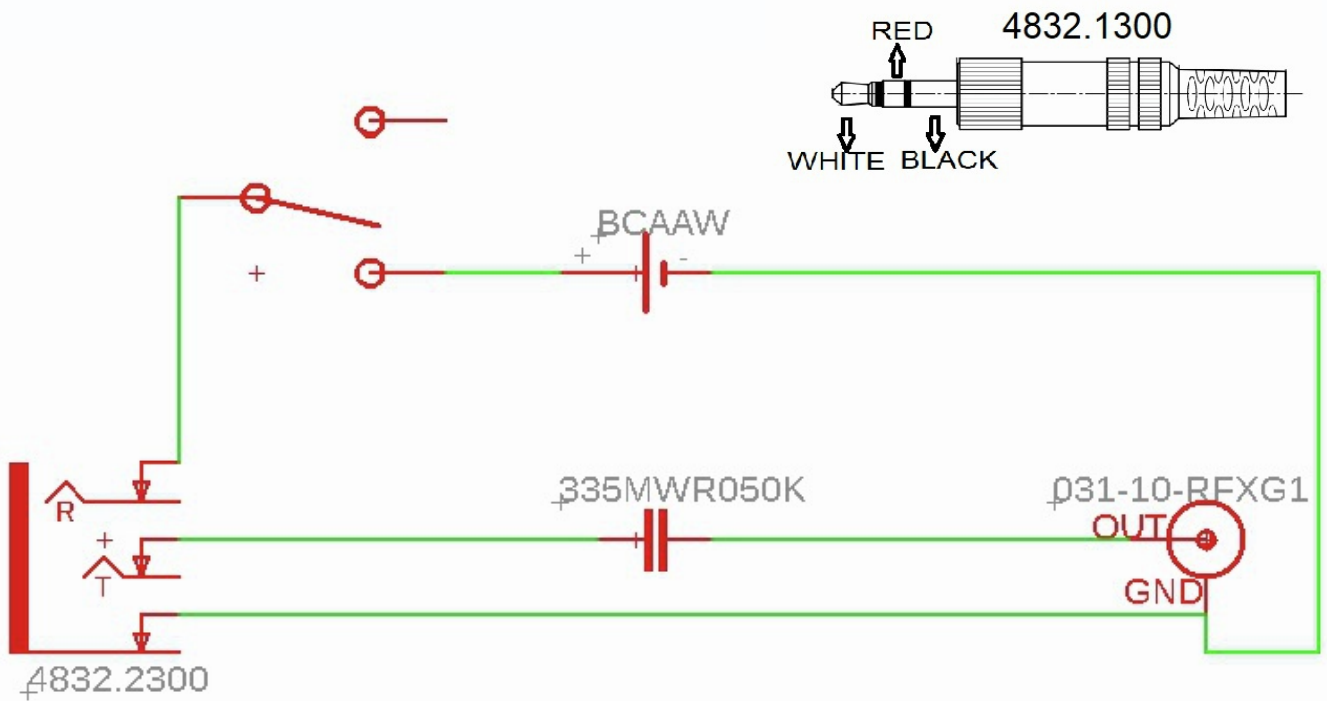 RED
4832.1300
WHITE
BLACK
BCAAW
+
-
335MWR050K
031-10-RFXG1
R
OUT
T
GND
4832.2300